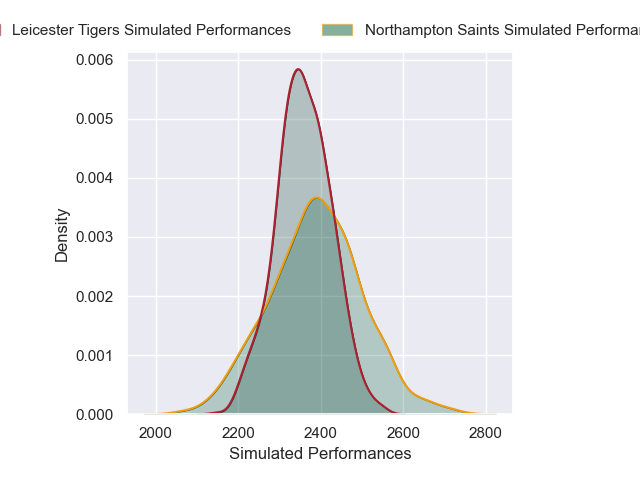 Leicester Tigers Simulated Performances Northampton Saints Simulated
0.006
0.005
0.004
0.003
0.002
0.001
0.000
Density
2000 2200 2400 2600 2800
Simulated Performances